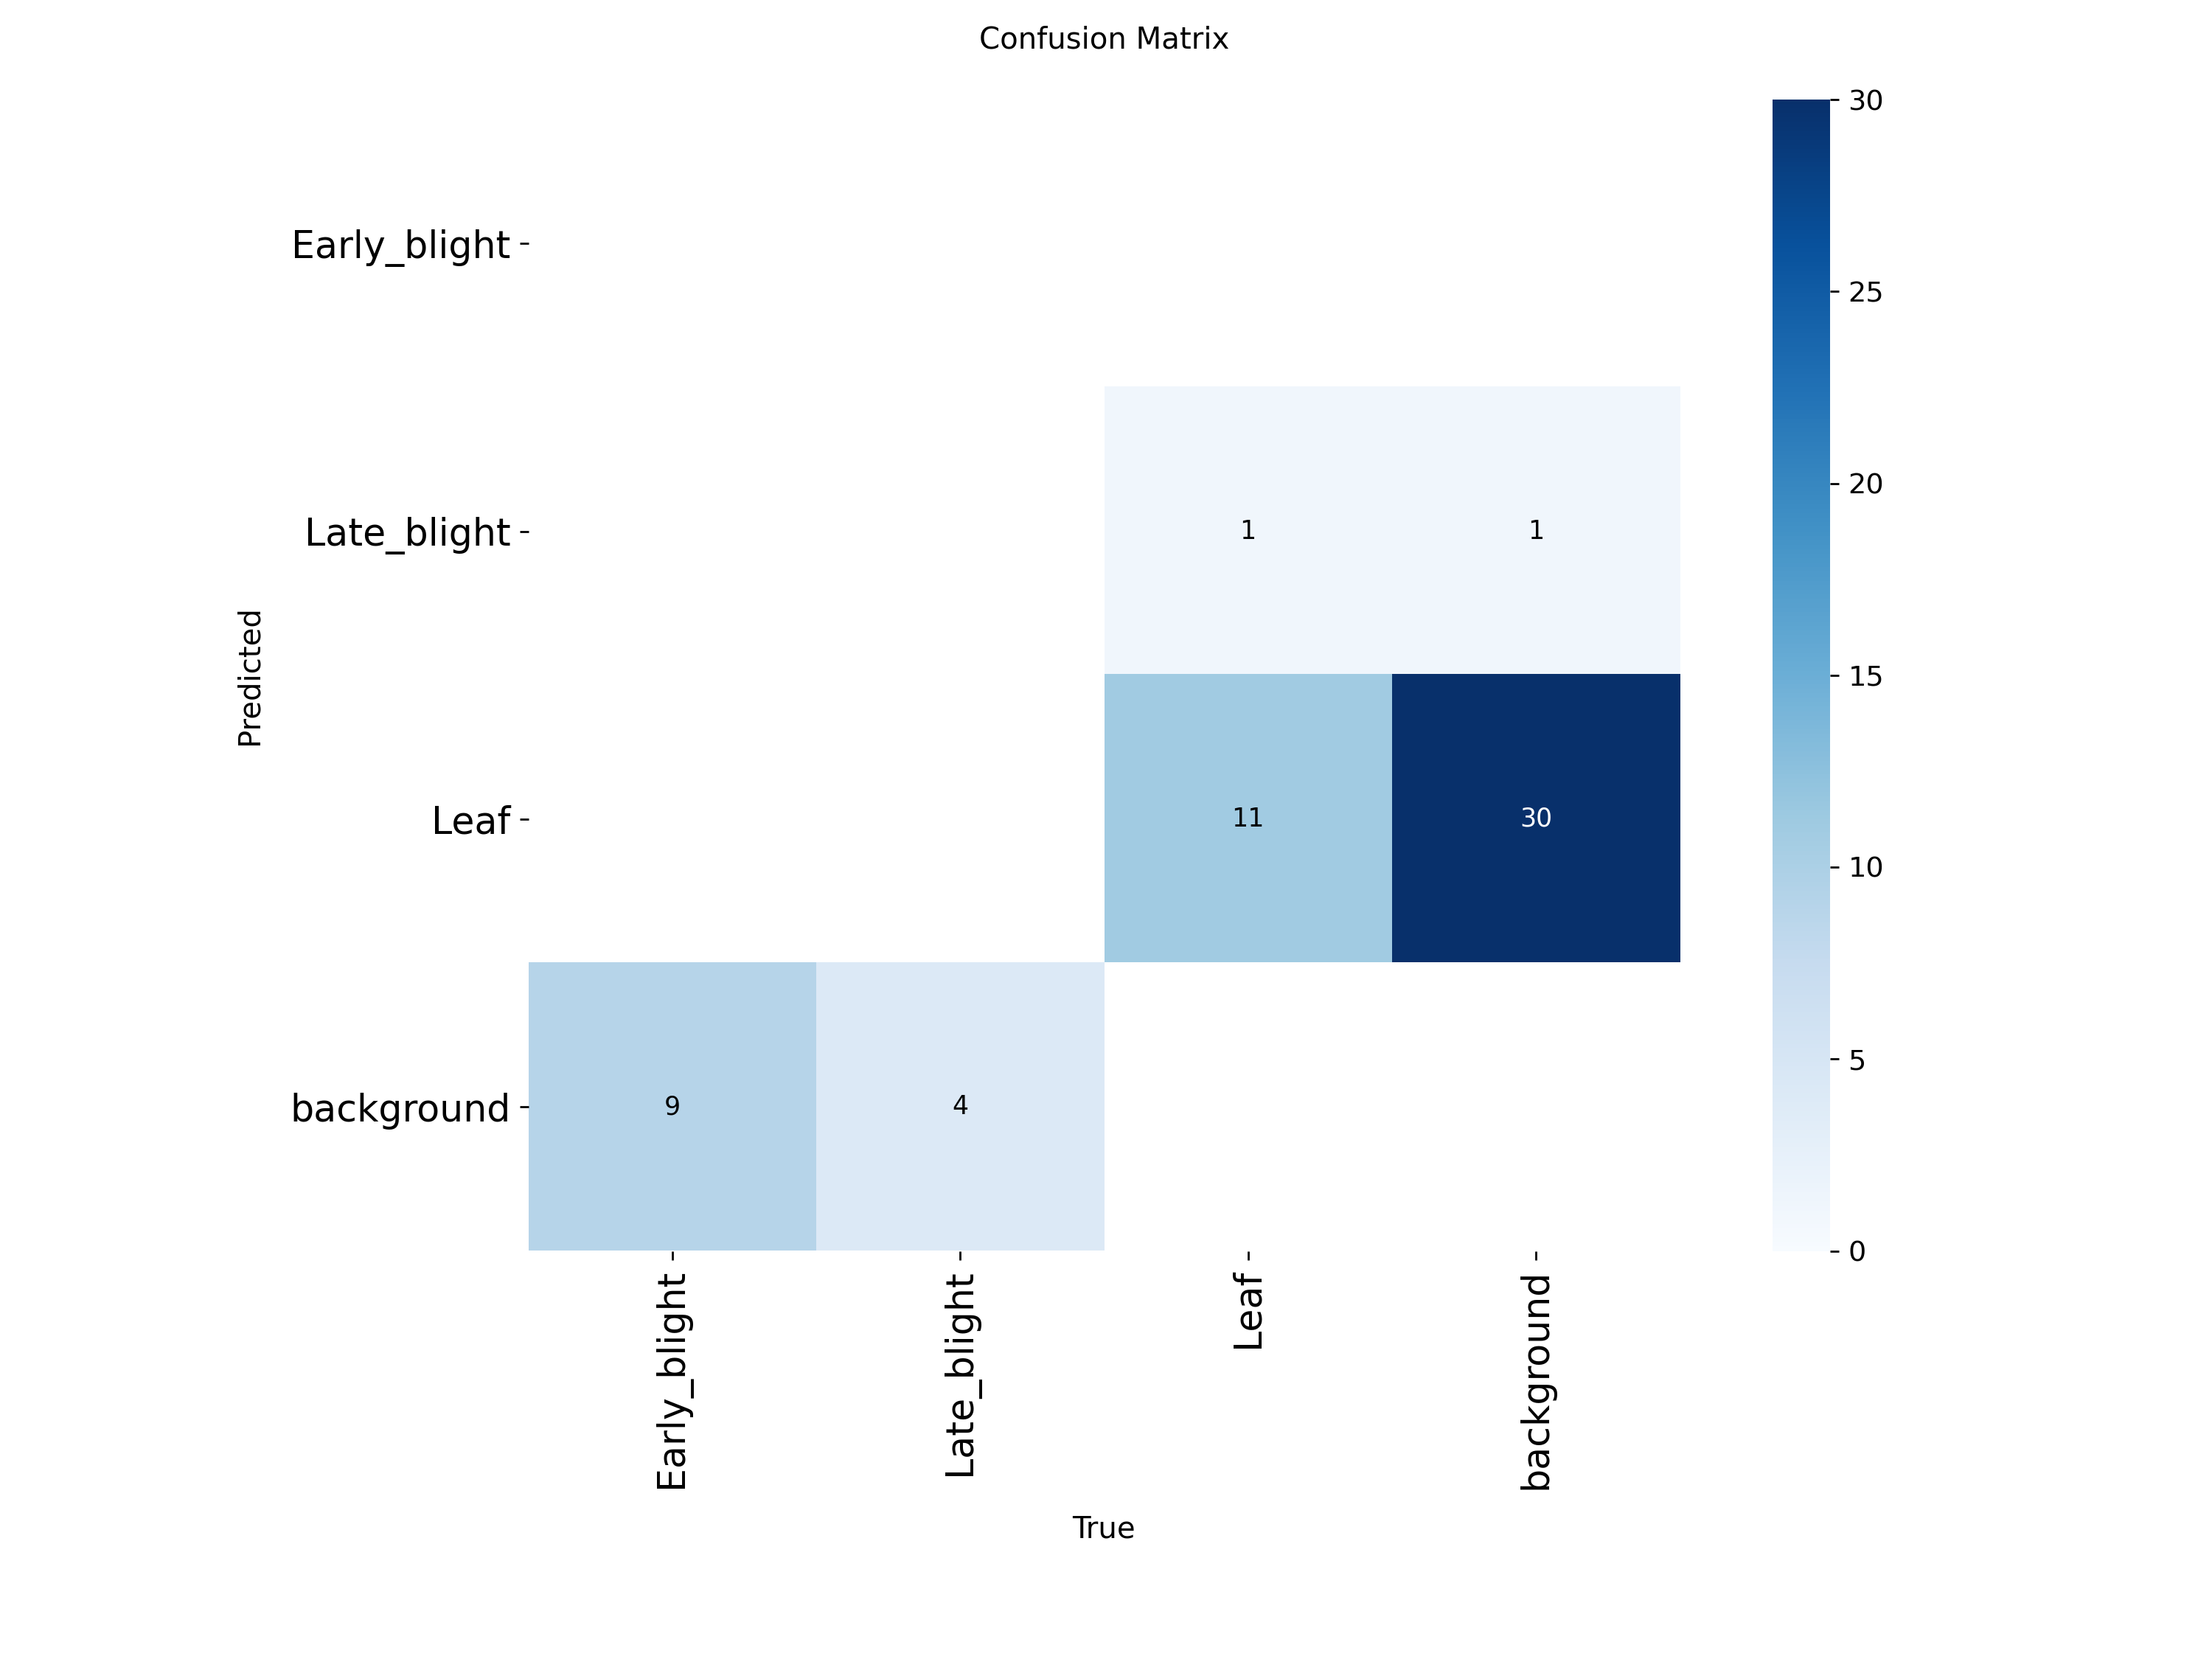 Confusion Matrix
Predicted
Early_blight
Late_blight
Leaf
background
1 1
11 30
9 4
Early_blight
Late_blight
Leaf
background
True
30
25
20
15
10
5
0